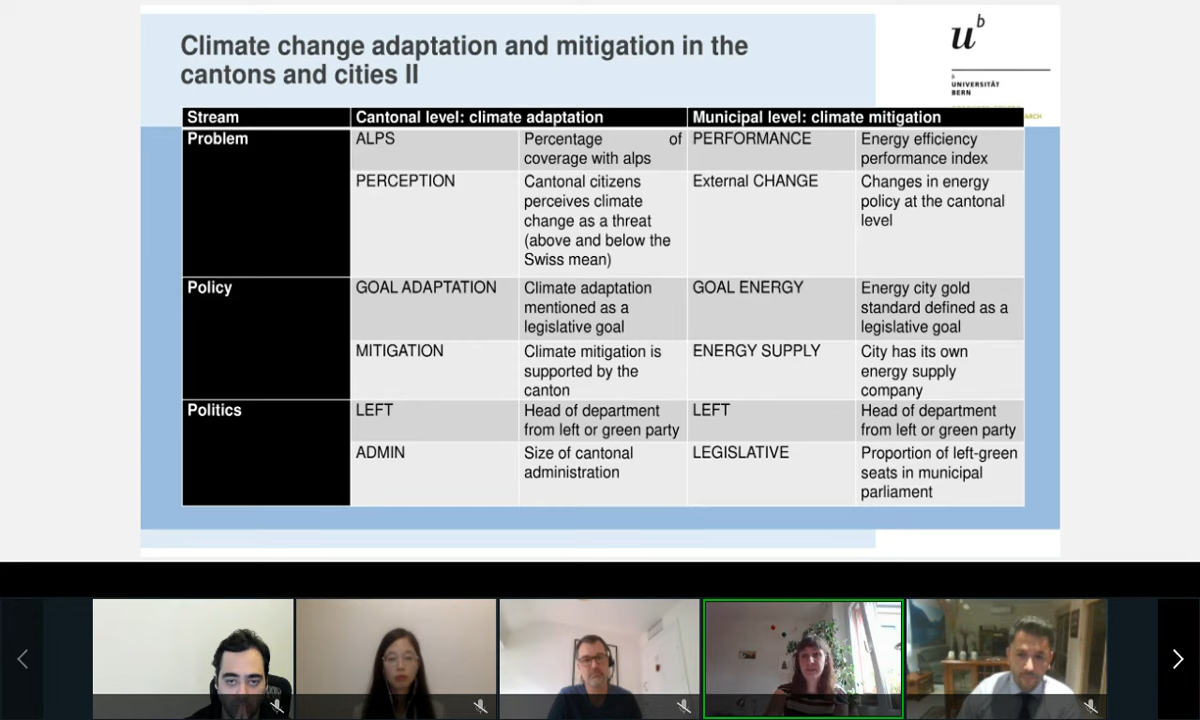 Climate change adaptation and mitigation in the
cantons and cities II
u^b
b
UNIVERSITÄT
BERN
Stream Cantonal level: climate adaptation Municipal level: climate mitigation
Problem
ALPS
Percentage of
coverage with alps
PERFORMANCE
Energy efficiency
performance index
PERCEPTION
Cantonal citizens
perceives climate
change as a threat
(above and below the
Swiss mean)
External CHANGE
Changes in energy
policy at the cantonal
level
Policy
GOAL ADAPTATION
Climate adaptation
mentioned as a
legislative goal
GOAL ENERGY
Energy city gold
standard defined as a
legislative goal
MITIGATION
Climate mitigation is
supported by the
canton
ENERGY SUPPLY
City has its own
energy supply
company
Politics
LEFT
Head of department
from left or green party
LEFT
Head of department
from left or green party
ADMIN
Size of cantonal
administration
LEGISLATIVE
Proportion of left-green
seats in municipal
parliament